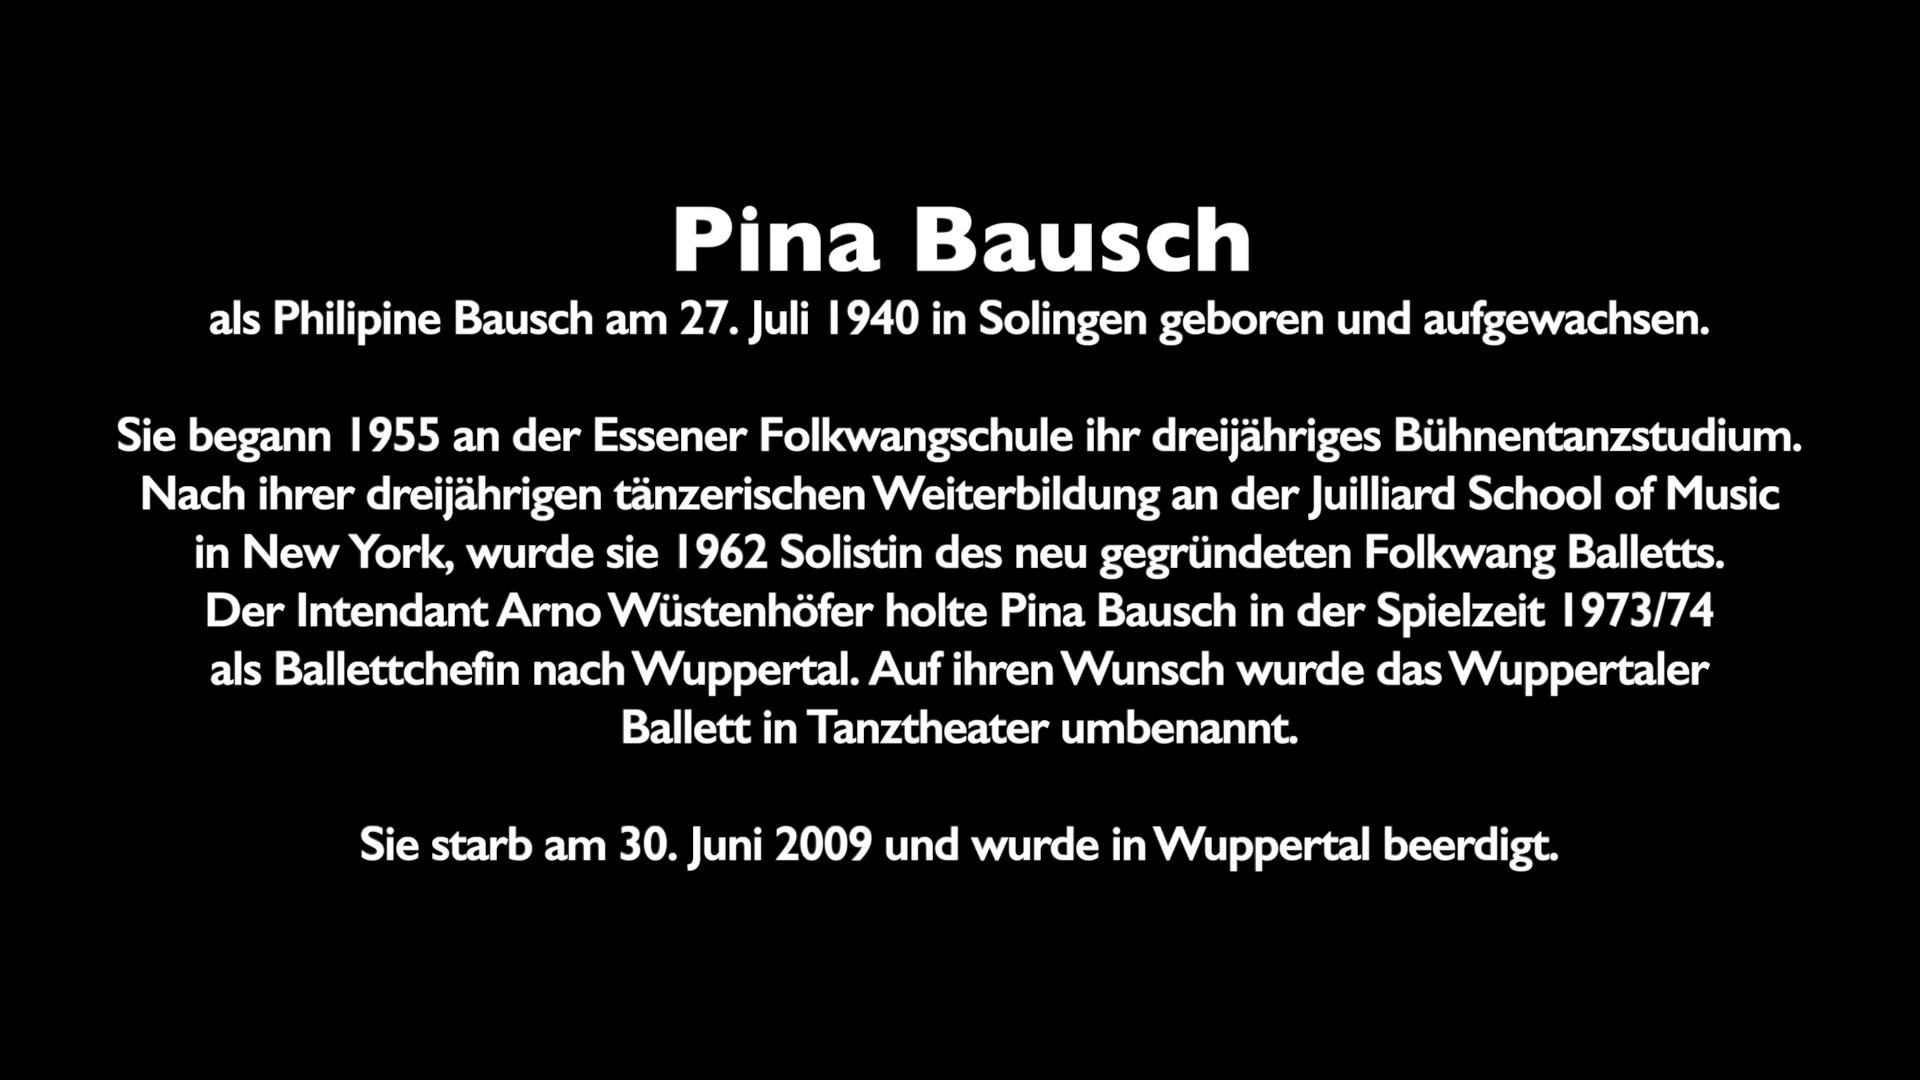 Pina Bausch
als Philipine Bausch am 27. Juli 1940 in Solingen geboren und aufgewachsen.
Sie begann 1955 an der Essener Folkwangschule ihr dreijähriges Bühnentanzstudium.
Nach ihrer dreijährigen tänzerischen Weiterbildung an der Juilliard School of Music
in New York, wurde sie 1962 Solistin des neu gegründeten Folkwang Balletts.
Der Intendant Arno Wüstenhöfer holte Pina Bausch in der Spielzeit 1973/74
als Ballettchefin nach Wuppertal. Auf ihren Wunsch wurde das Wuppertaler
Ballett in Tanztheater umbenannt.
Sie starb am 30. Juni 2009 und wurde in Wuppertal beerdigt.